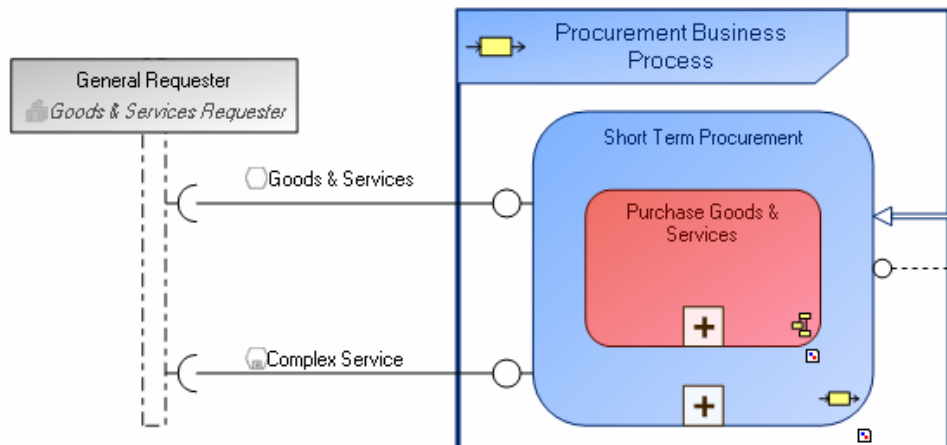 Procurement Business
Process
General Requester
Goods & Services Requester
Short Term Procurement
Goods & Services
Purchase Goods &
Services
Complex Service